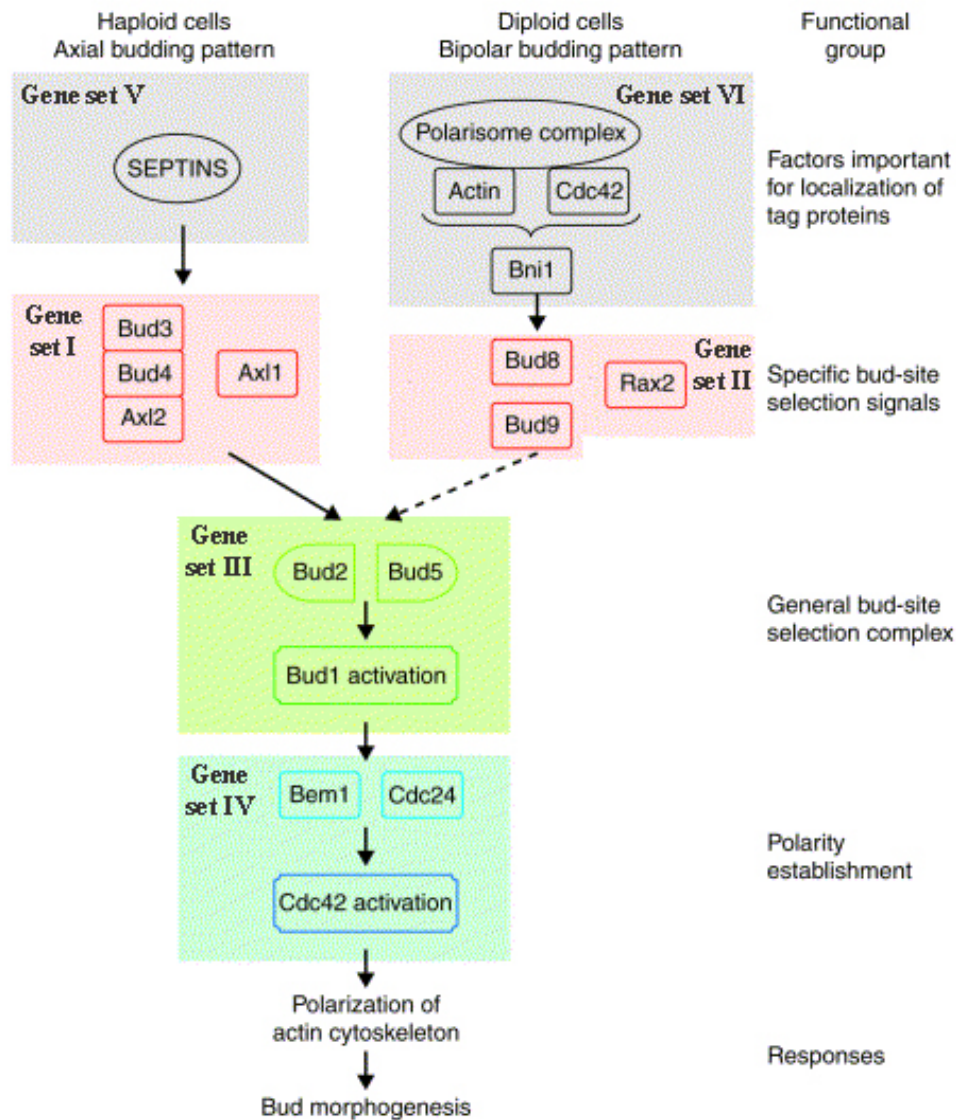 Haploid cells
Axial budding pattern
Diploid cells
Bipolar budding pattern
Functional
group
Gene set V
SEPTINS
Gene set VI
Polarisome complex
Actin
Cdc42
Bni1
Factors important
for localization of
tag proteins
Gene
set I
Bud3
Bud4
Axl2
Axl1
Bud8
Bud9
Rax2
Gene
set II
Specific bud-site
selection signals
Gene
set III
Bud2
Bud5
Bud1 activation
General bud-site
selection complex
Gene
set IV
Bem1
Cdc24
Cdc42 activation
Polarity
establishment
Polarization of
actin cytoskeleton
Bud morphogenesis
Responses